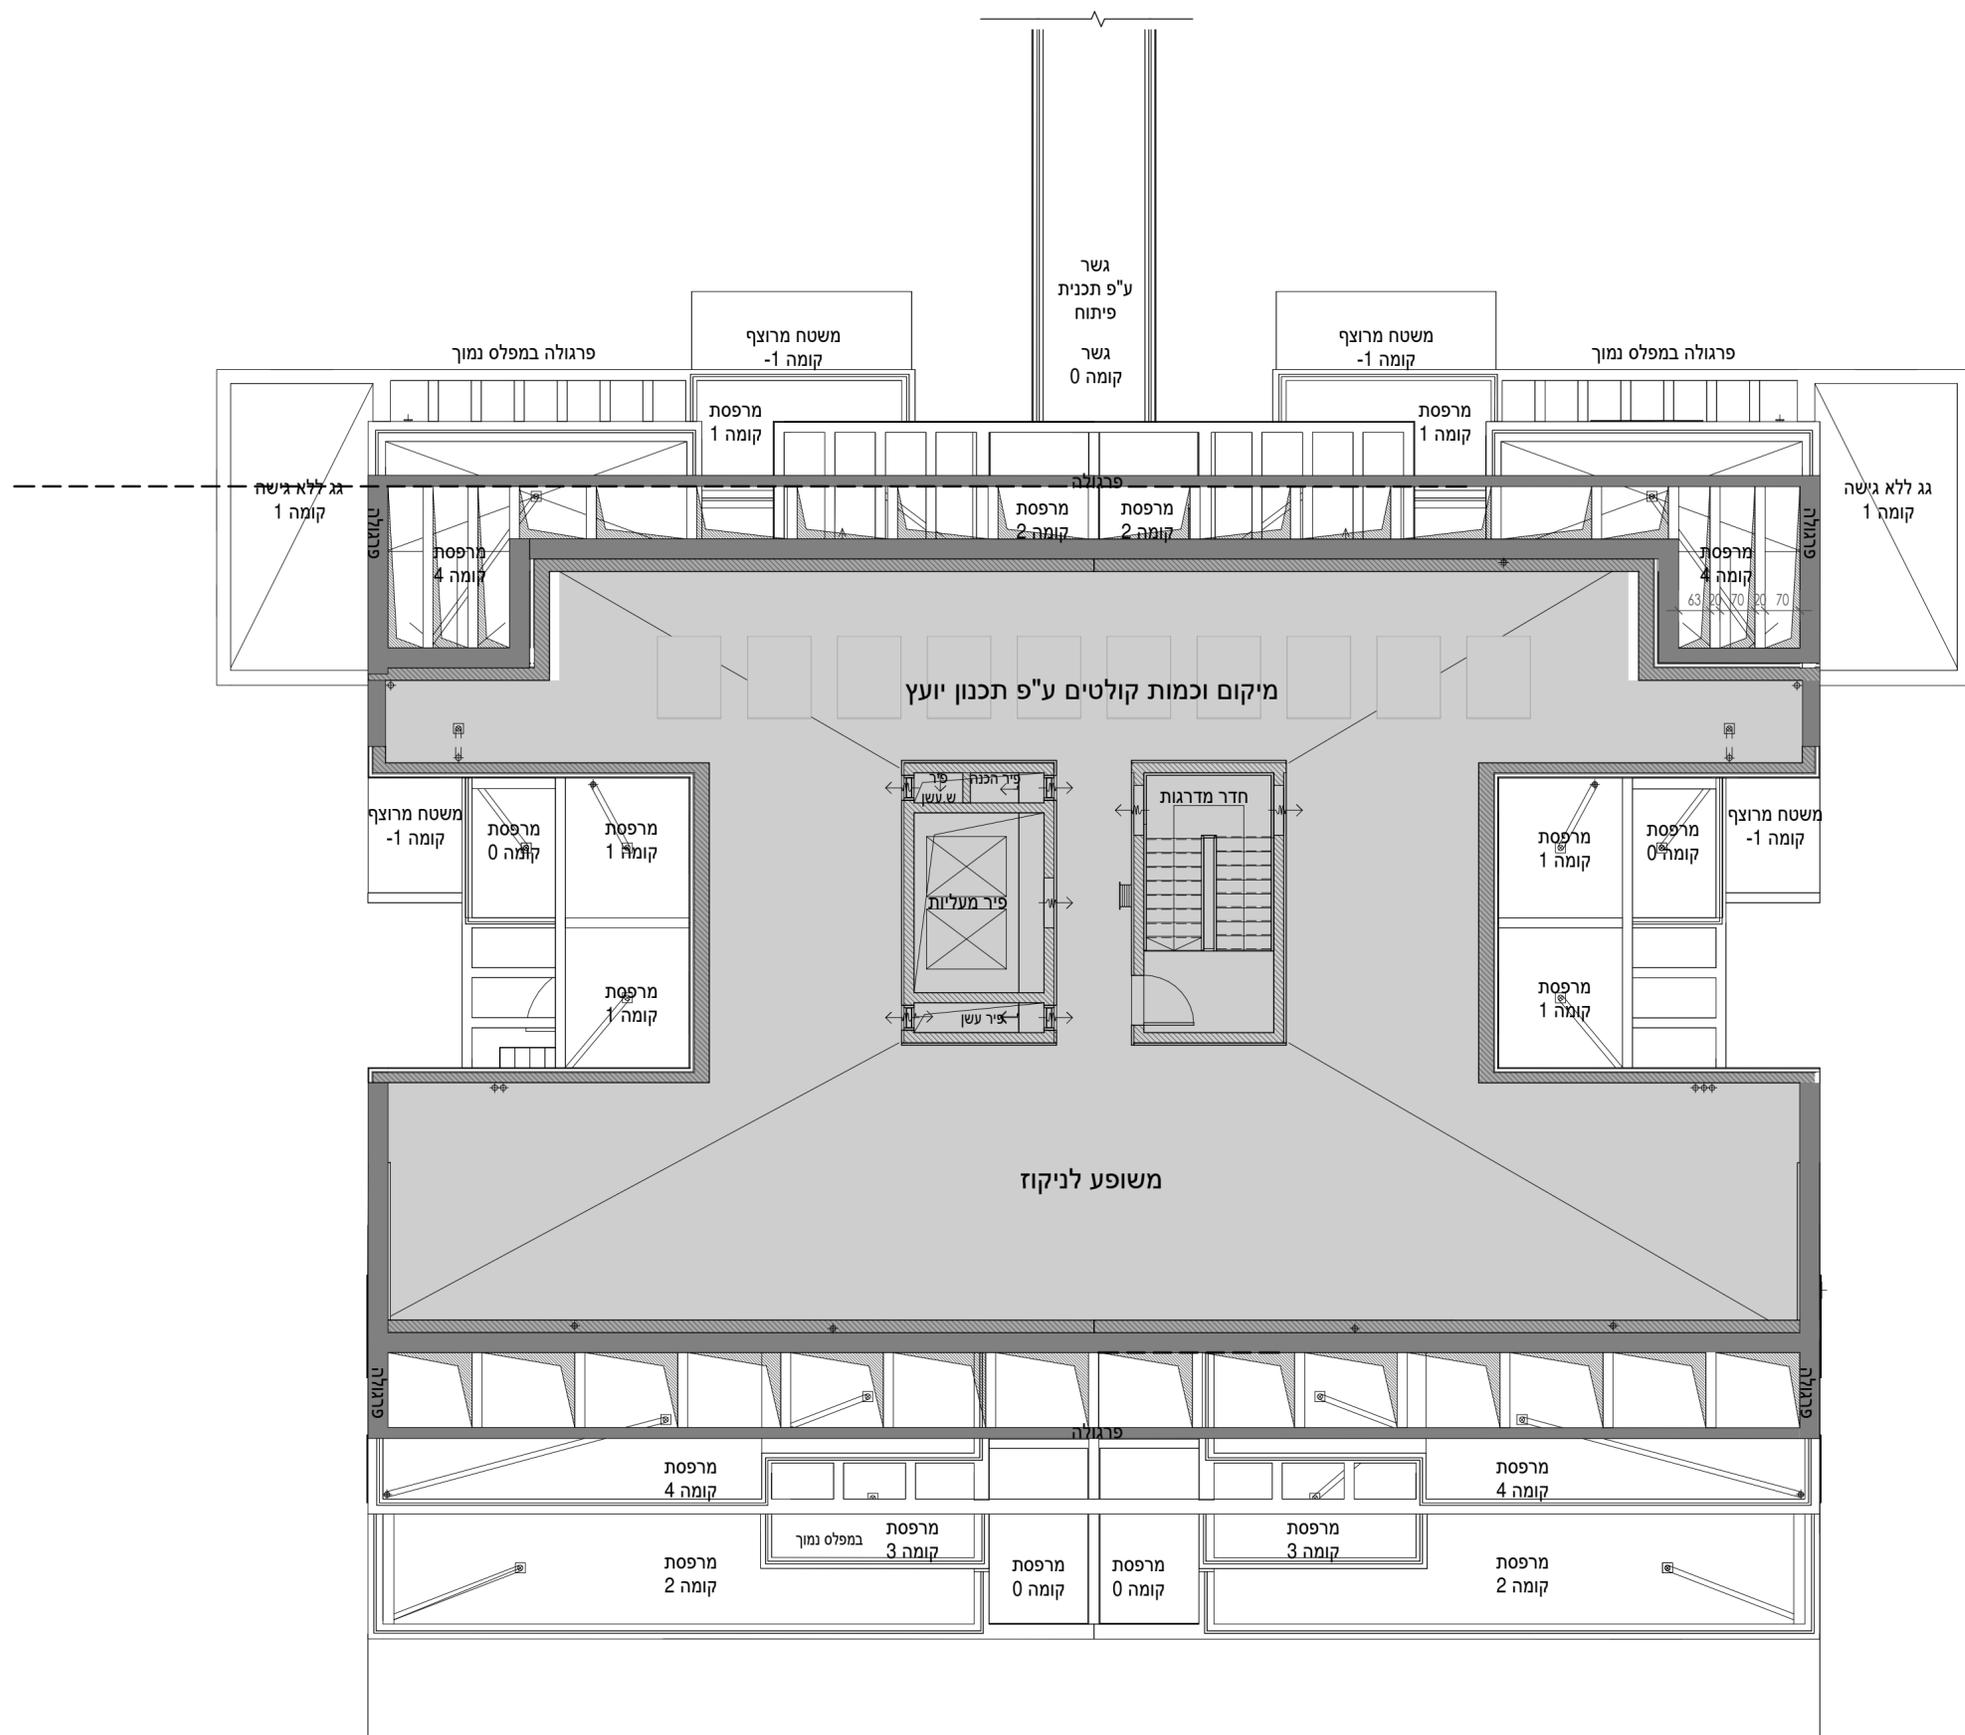 גשר
ע"פ תכנית
פיתוח
גשר
קומה 0
משטח מרוצף
קומה 1-
משטח מרוצף
קומה 1-
פרגולה במפלס נמוך
פרגולה במפלס נמוך
מרפסת
קומה 1
מרפסת
קומה 1
גג ללא גישה
קומה 1
גג ללא גישה
קומה 1
פרגולה
פרגולה
פרגולה
מרפסת
קומה 2
מרפסת
קומה 2
מרפסת
קומה 4
מרפסת
קומה 4
63 20 70 20 70
מיקום וכמות קולטים ע"פ תכנון יועץ
פיר הכנה
פיר
ש.עשן
חדר מדרגות
משטח מרוצף
קומה 1-
מרפסת
קומה 0
מרפסת
קומה 1
מרפסת
קומה 1
מרפסת
קומה 0
משטח מרוצף
קומה 1-
פיר מעליות
מרפסת
קומה 1
מרפסת
קומה 1
פיר עשן
משופע לניקוז
פרגולה
פרגולה
פרגולה
מרפסת
קומה 4
מרפסת
קומה 4
במפלס נמוך
מרפסת
קומה 3
מרפסת
קומה 3
מרפסת
קומה 2
מרפסת
קומה 0
מרפסת
קומה 0
מרפסת
קומה 2